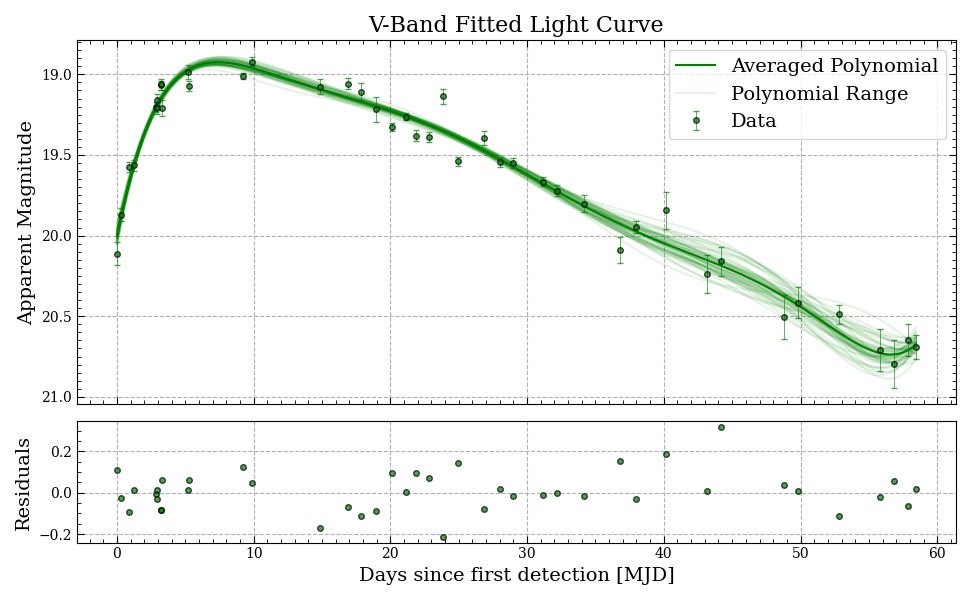 V-Band Fitted Light Curve
Apparent Magnitude
19.0
19.5
20.0
20.5
21.0
Averaged Polynomial
Polynomial Range
Data
Residuals
0.2
0.0
−0.2
0 10 20 30 40 50 60
Days since first detection [MJD]